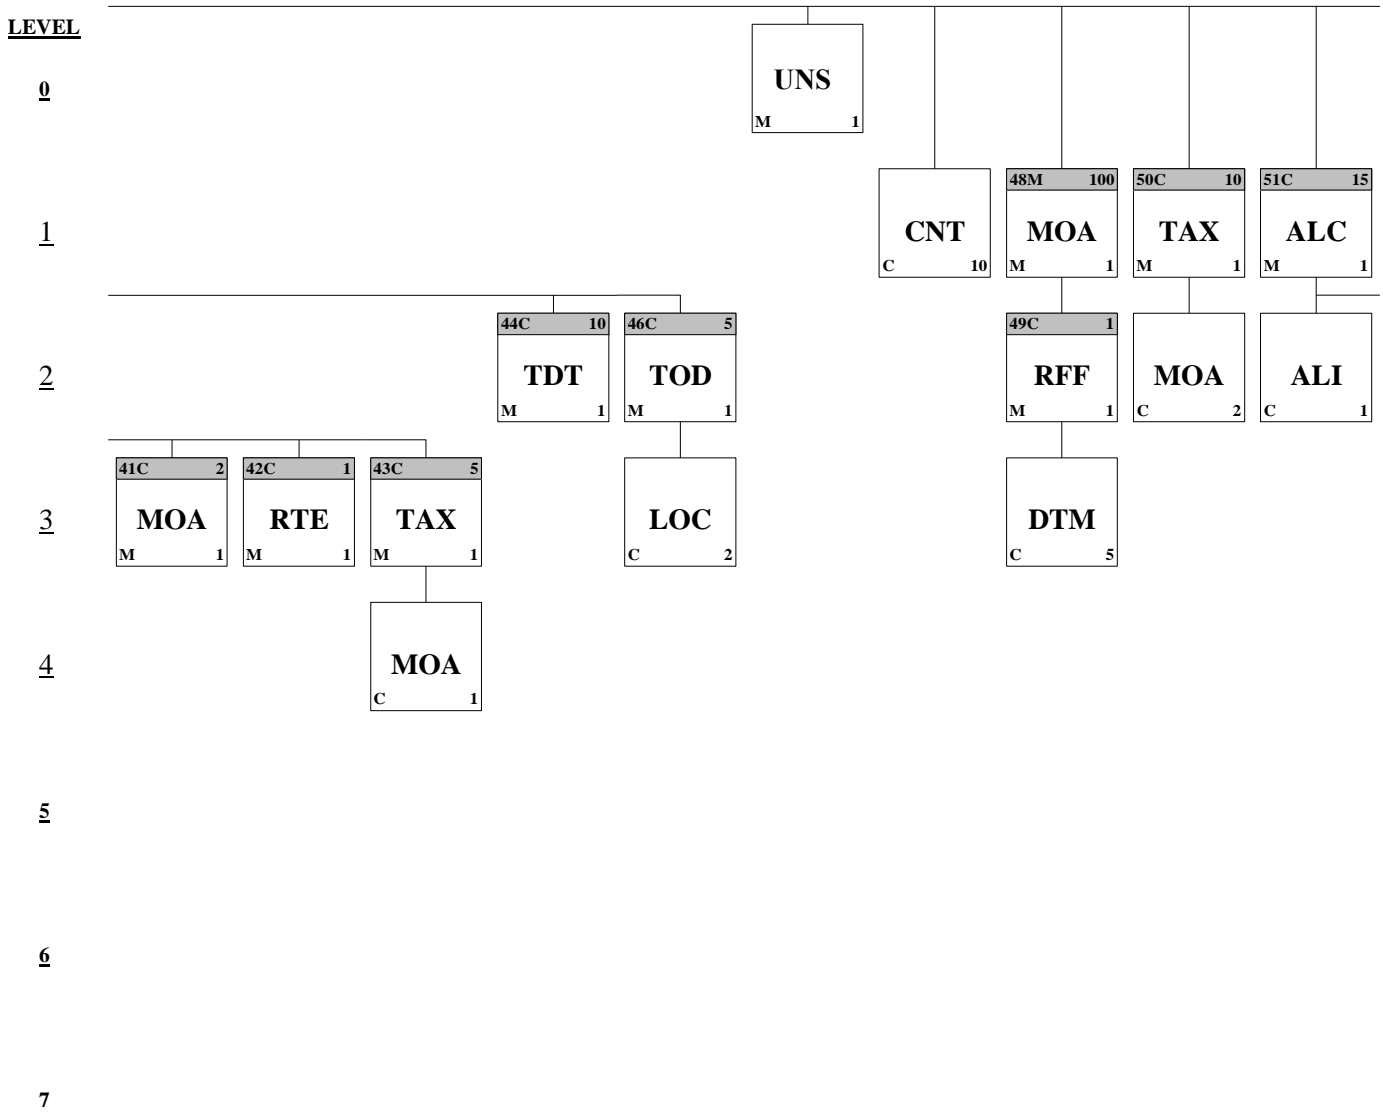 LEVEL
0
UNS
M 1
48M 100 50C 10 51C 15
1
CNT MOA TAX ALC
C 10 M 1 M 1 M 1
44C 10 46C 5 49C 1
2
TDT TOD RFF MOA ALI
M 1 M 1 M 1 C 2 C 1
41C 2 42C 1 43C 5
3
MOA RTE TAX LOC DTM
M 1 M 1 M 1 C 2 C 5
4
MOA
C 1
5
6
7